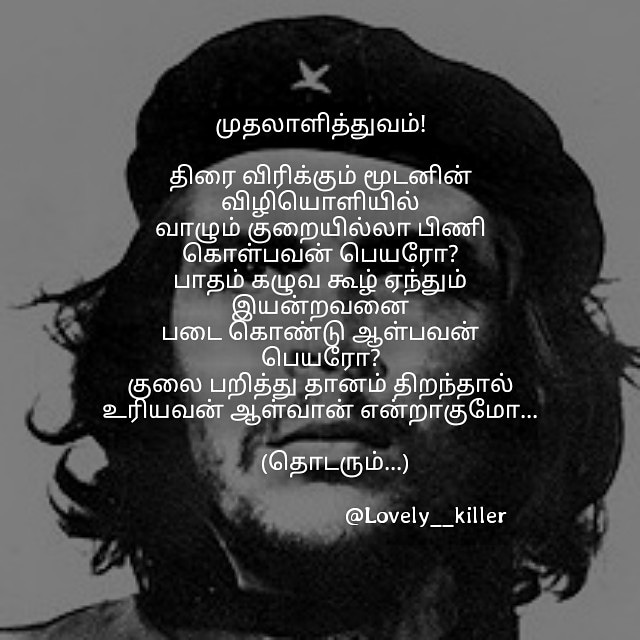 முதலாளித்துவம்!
திரை விரிக்கும் மூடனின்
விழியொளியில்
வாழும் குறையில்லா பிணி
கொள்பவன் பெயரோ?
பாதம் கழுவ கூழ் ஏந்தும்
இயன்றவனை
படை கொண்டு ஆள்பவன்
பெயரோ?
குலை பறித்து தானம் திறந்தால்
உரியவன் ஆள்வான் என்றாகுமோ...
(தொடரும்...)
@Lovely__killer